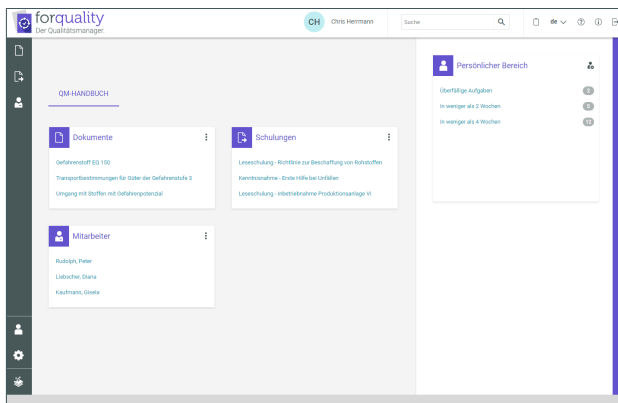 forquality
Der Qualitätsmanager.
CH
Chris Herrmann
Suche
de
QM-HANDBUCH
Dokumente
Gefahrenstoff EQ 150
Transportbestimmungen für Güter der Gefahrenstufe 3
Umgang mit Stoffen mit Gefahrenpotenzial
Schulungen
Leseschulung - Richtlinie zur Beschaffung von Rohstoffen
Kenntnisnahme - Erste Hilfe bei Unfällen
Leseschulung - Inbetriebnahme Produktionsanlage VI
Mitarbeiter
Rudolph, Peter
Liebscher, Diana
Kaufmann, Gisela
Persönlicher Bereich
Überfällige Aufgaben
In weniger als 2 Wochen
In weniger als 4 Wochen
12